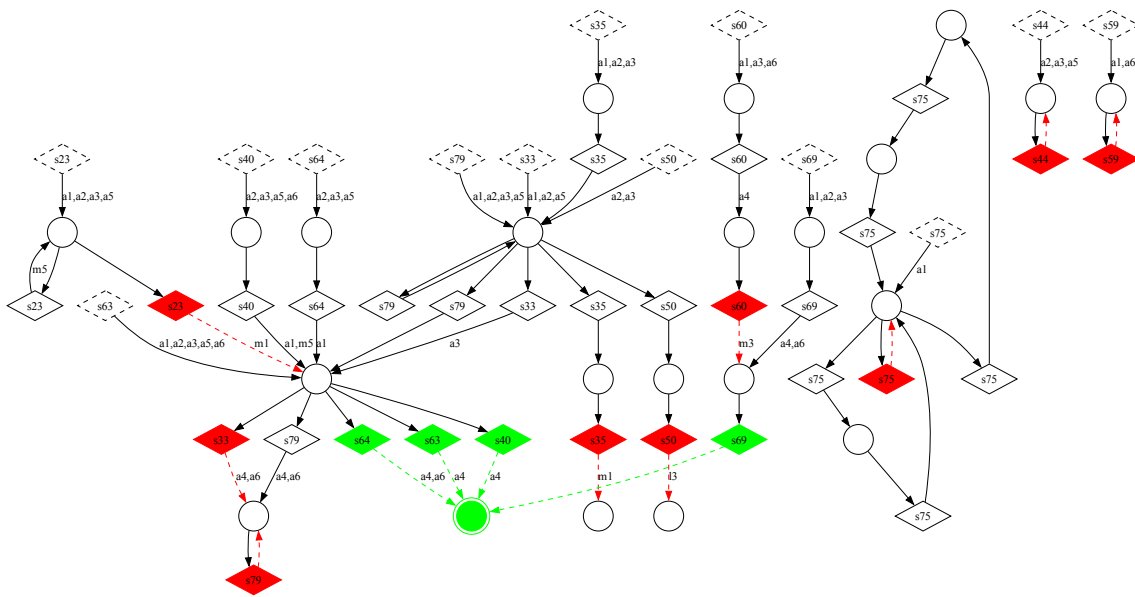 s35 s60 s44 s59
a1,a2,a3 a1,a3,a6 a2,a3,a5 a1,a6
s75
s23 s40 s64 s79 s33 s35 s50 s60 s69 s44 s59
a1,a2,a3,a5 a2,a3,a5,a6 a2,a3,a5 a1,a2,a3,a5 a1,a2,a5 a2,a3 a4 a1,a2,a3
s75 s75
m5 a1
s23 s63 s23 s40 s64 s79 s79 s33 s35 s50 s60 s69
a1,a2,a3,a5,a6 m1 a1,m5 a1 a3 m3 a4,a6
s75 s75 s75
s33 s79 s64 s63 s40 s35 s50 s69
a4,a6 a4,a6 a4,a6 a4 a4 m1 l3
s75
s79